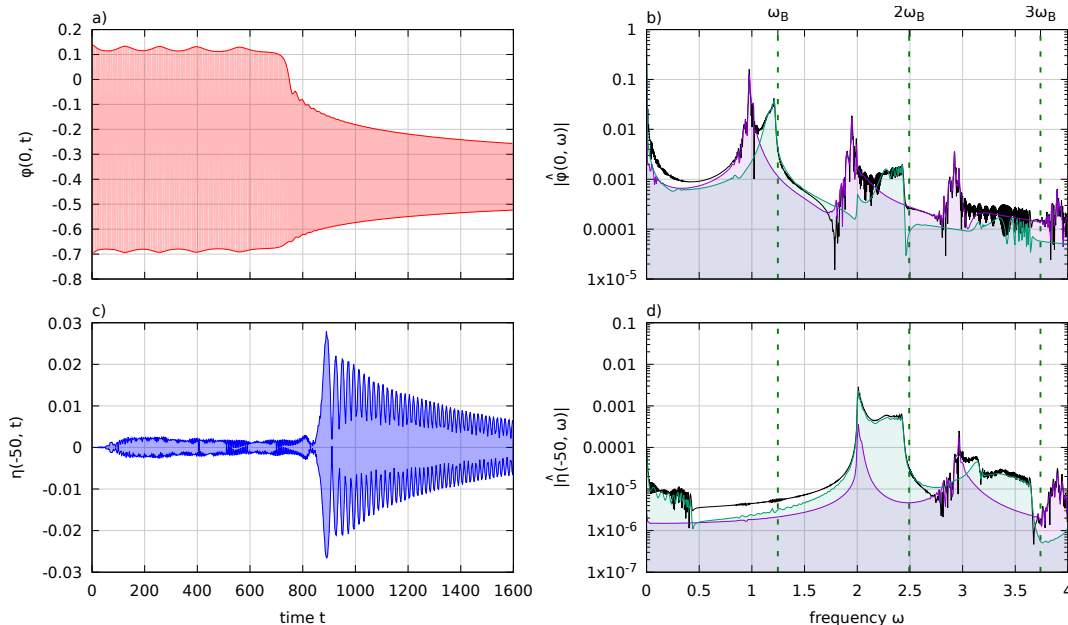 a)
0.2
0.1
0
-0.1
-0.2
-0.3
-0.4
-0.5
-0.6
-0.7
-0.8
φ(0, t)
b)
ω_B
2ω_B
3ω_B
1
0.1
0.01
0.001
0.0001
1x10^-5
|φ̂(0, ω)|
c)
0.03
0.02
0.01
0
-0.01
-0.02
-0.03
η(-50, t)
0 200 400 600 800 1000 1200 1400 1600
time t
d)
0.1
0.01
0.001
0.0001
1x10^-5
1x10^-6
1x10^-7
|η̂(-50, ω)|
0 0.5 1 1.5 2 2.5 3 3.5 4
frequency ω